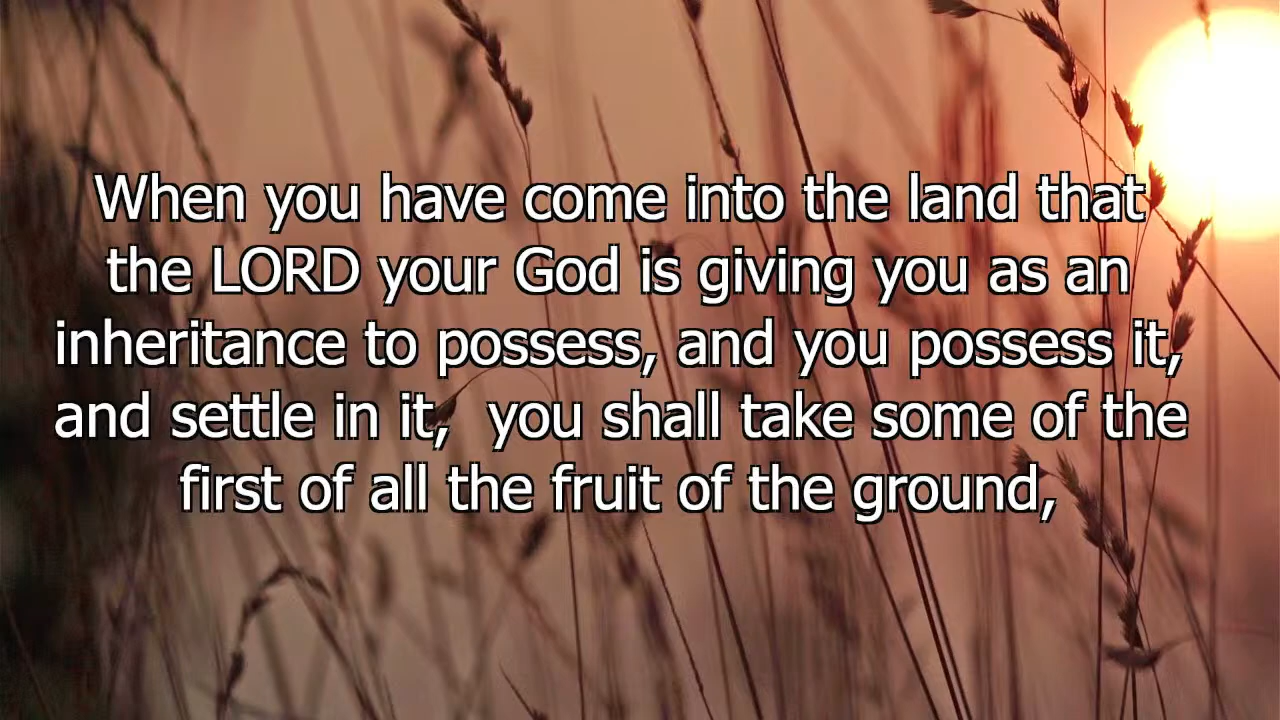 When you have come into the land that
the LORD your God is giving you as an
inheritance to possess, and you possess it,
and settle in it,  you shall take some of the
first of all the fruit of the ground,